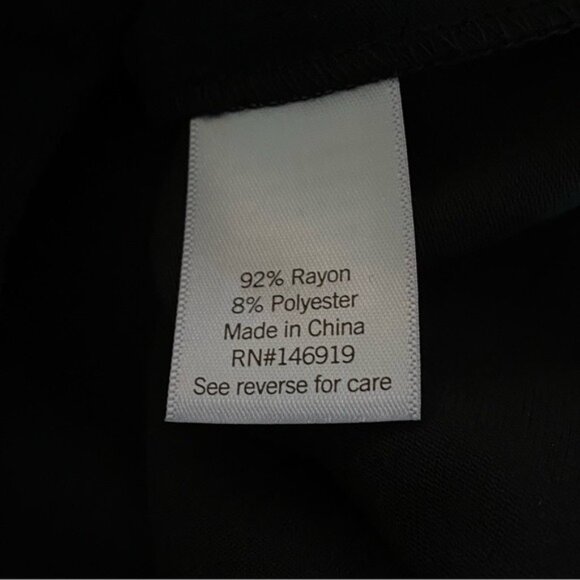 92% Rayon
8% Polyester
Made in China
RN#146919
See reverse for care